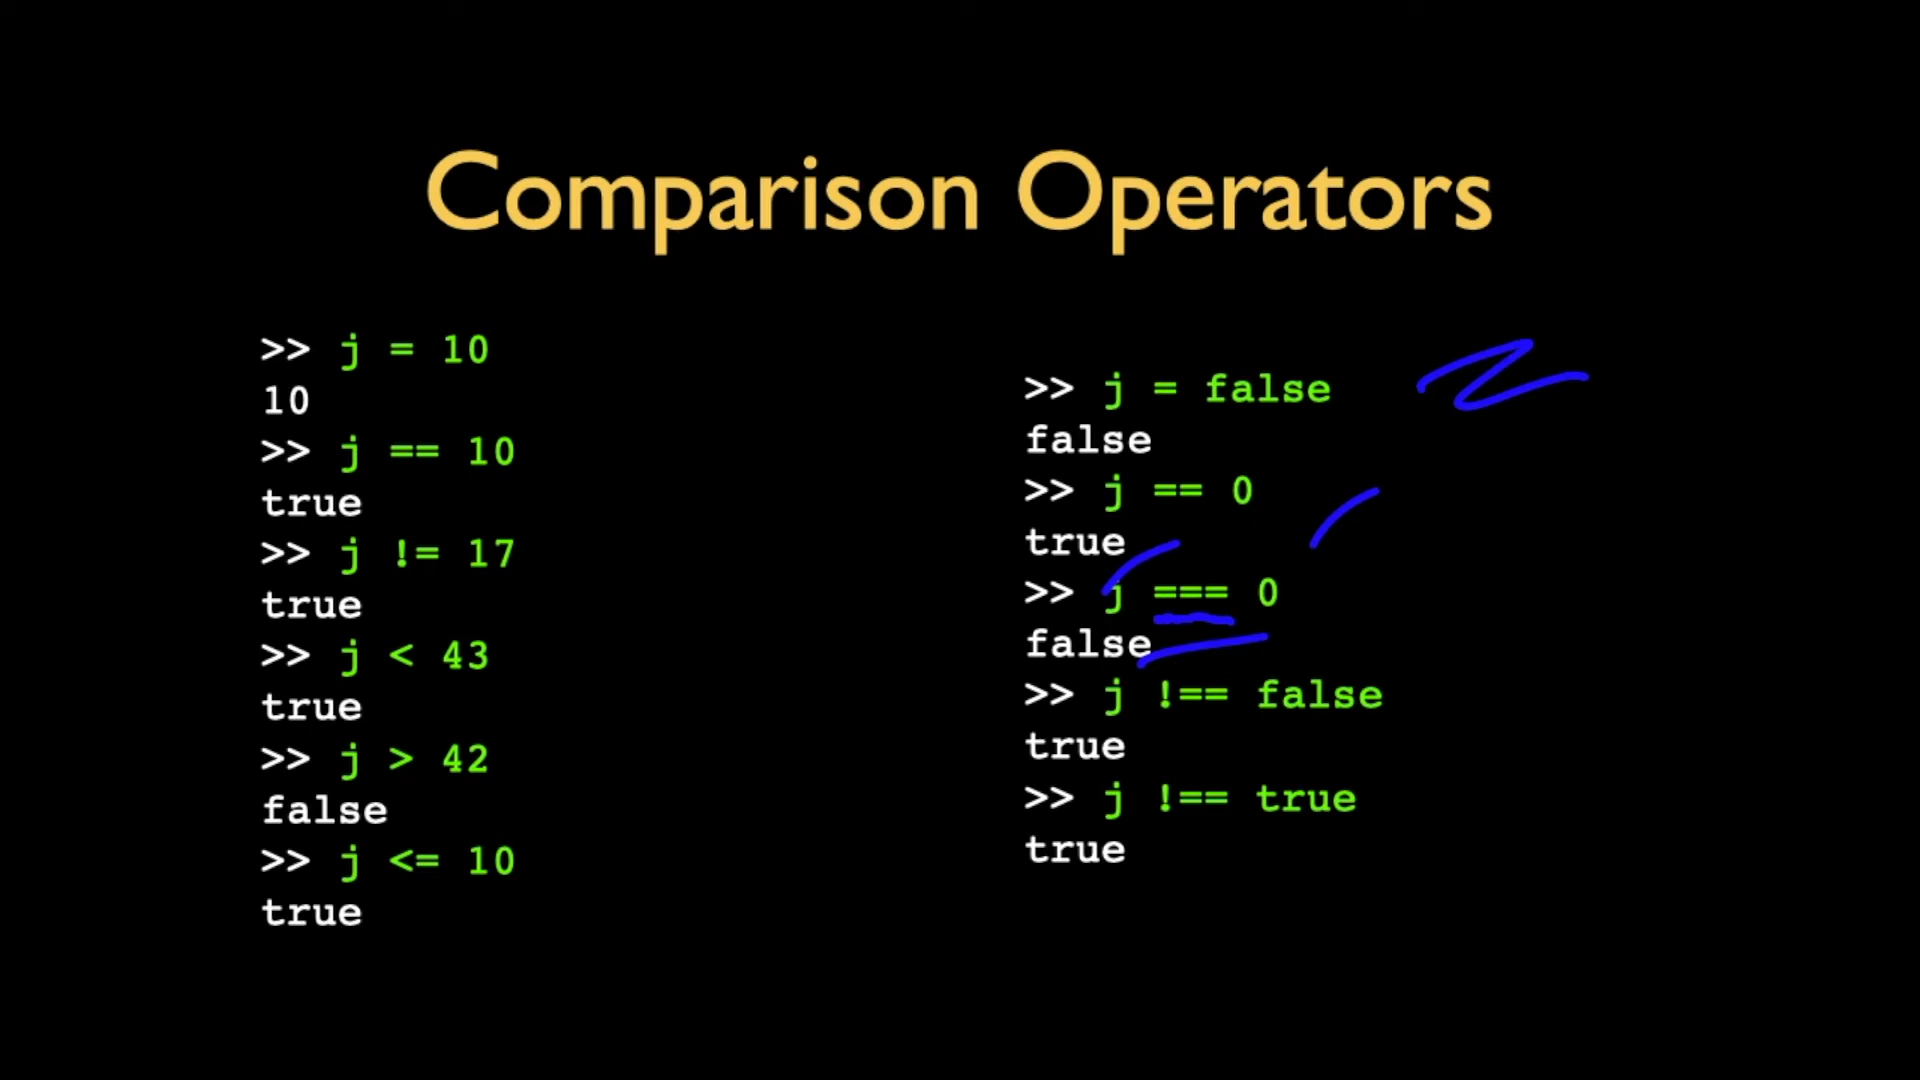 Comparison Operators
>> j = 10
10
>> j == 10
true
>> j != 17
true
>> j < 43
true
>> j > 42
false
>> j <= 10
true
>> j = false
false
>> j == 0
true
>> j === 0
false
>> j !== false
true
>> j !== true
true